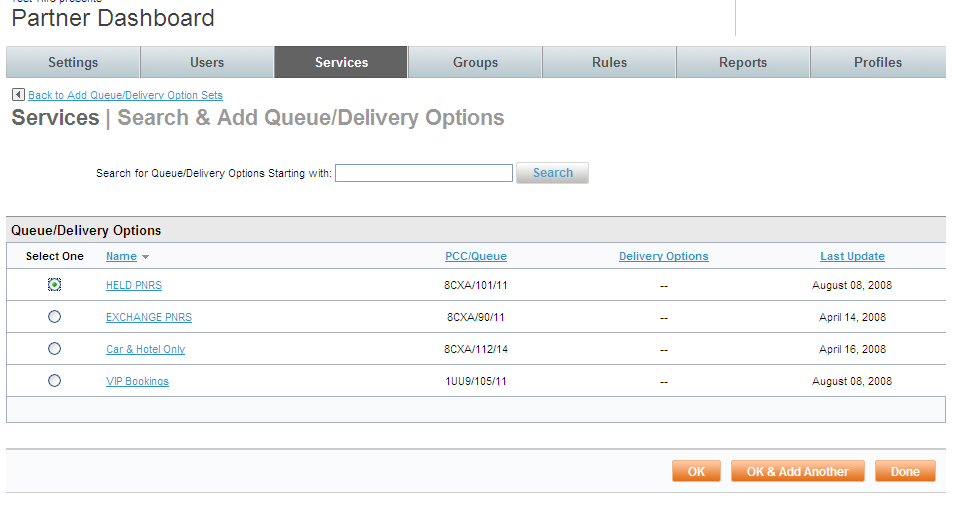 Partner Dashboard
Settings Users Services Groups Rules Reports Profiles
Back to Add Queue/Delivery Option Sets
Services | Search & Add Queue/Delivery Options
Search for Queue/Delivery Options Starting with: Search
Queue/Delivery Options
Select One Name PCC/Queue Delivery Options Last Update
HELD PNRS 8CXA/101/11 -- August 08, 2008
EXCHANGE PNRS 8CXA/90/11 -- April 14, 2008
Car & Hotel Only 8CXA/112/14 -- April 16, 2008
VIP Bookings 1UU9/105/11 -- August 08, 2008
OK OK & Add Another Done